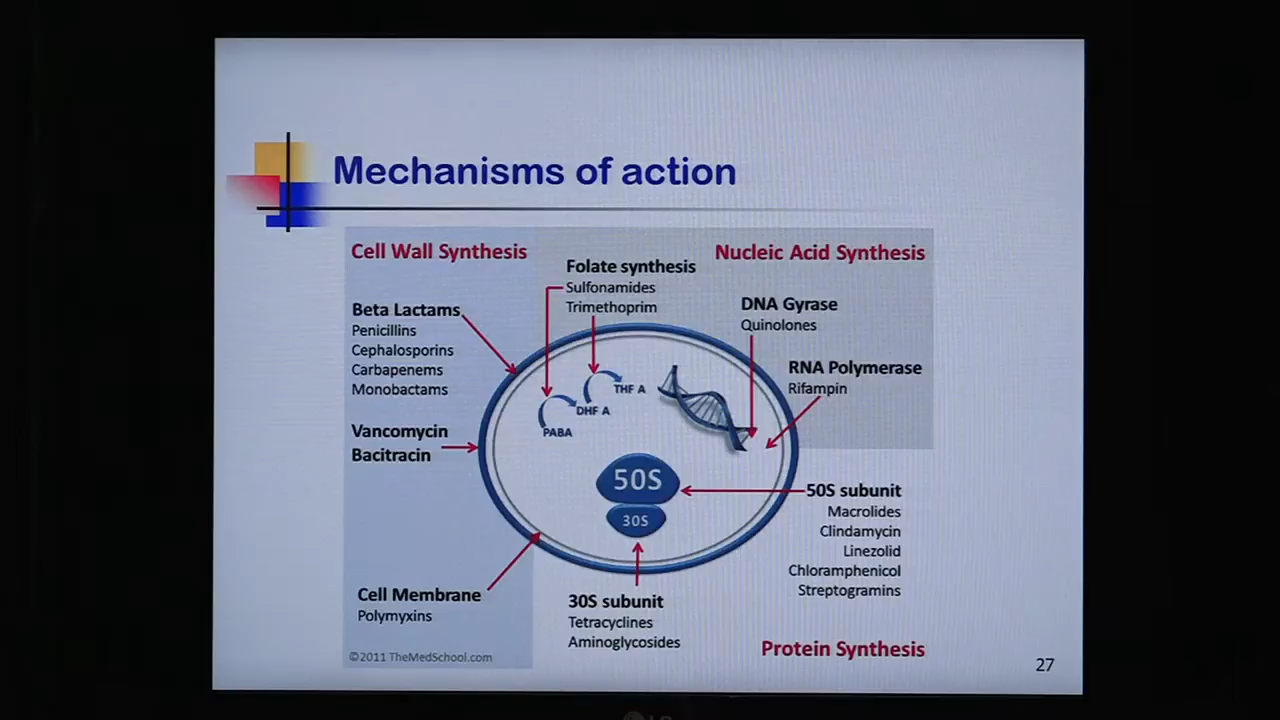 Mechanisms of action
Cell Wall Synthesis
Nucleic Acid Synthesis
Folate synthesis
Sulfonamides
Trimethoprim
Beta Lactams
Penicillins
Cephalosporins
Carbapenems
Monobactams
DNA Gyrase
Quinolones
RNA Polymerase
Rifampin
THF A
DHF A
PABA
Vancomycin
Bacitracin
50S
30S
50S subunit
Macrolides
Clindamycin
Linezolid
Chloramphenicol
Streptogramins
Cell Membrane
Polymyxins
30S subunit
Tetracyclines
Aminoglycosides
Protein Synthesis
©2011 TheMedSchool.com
27